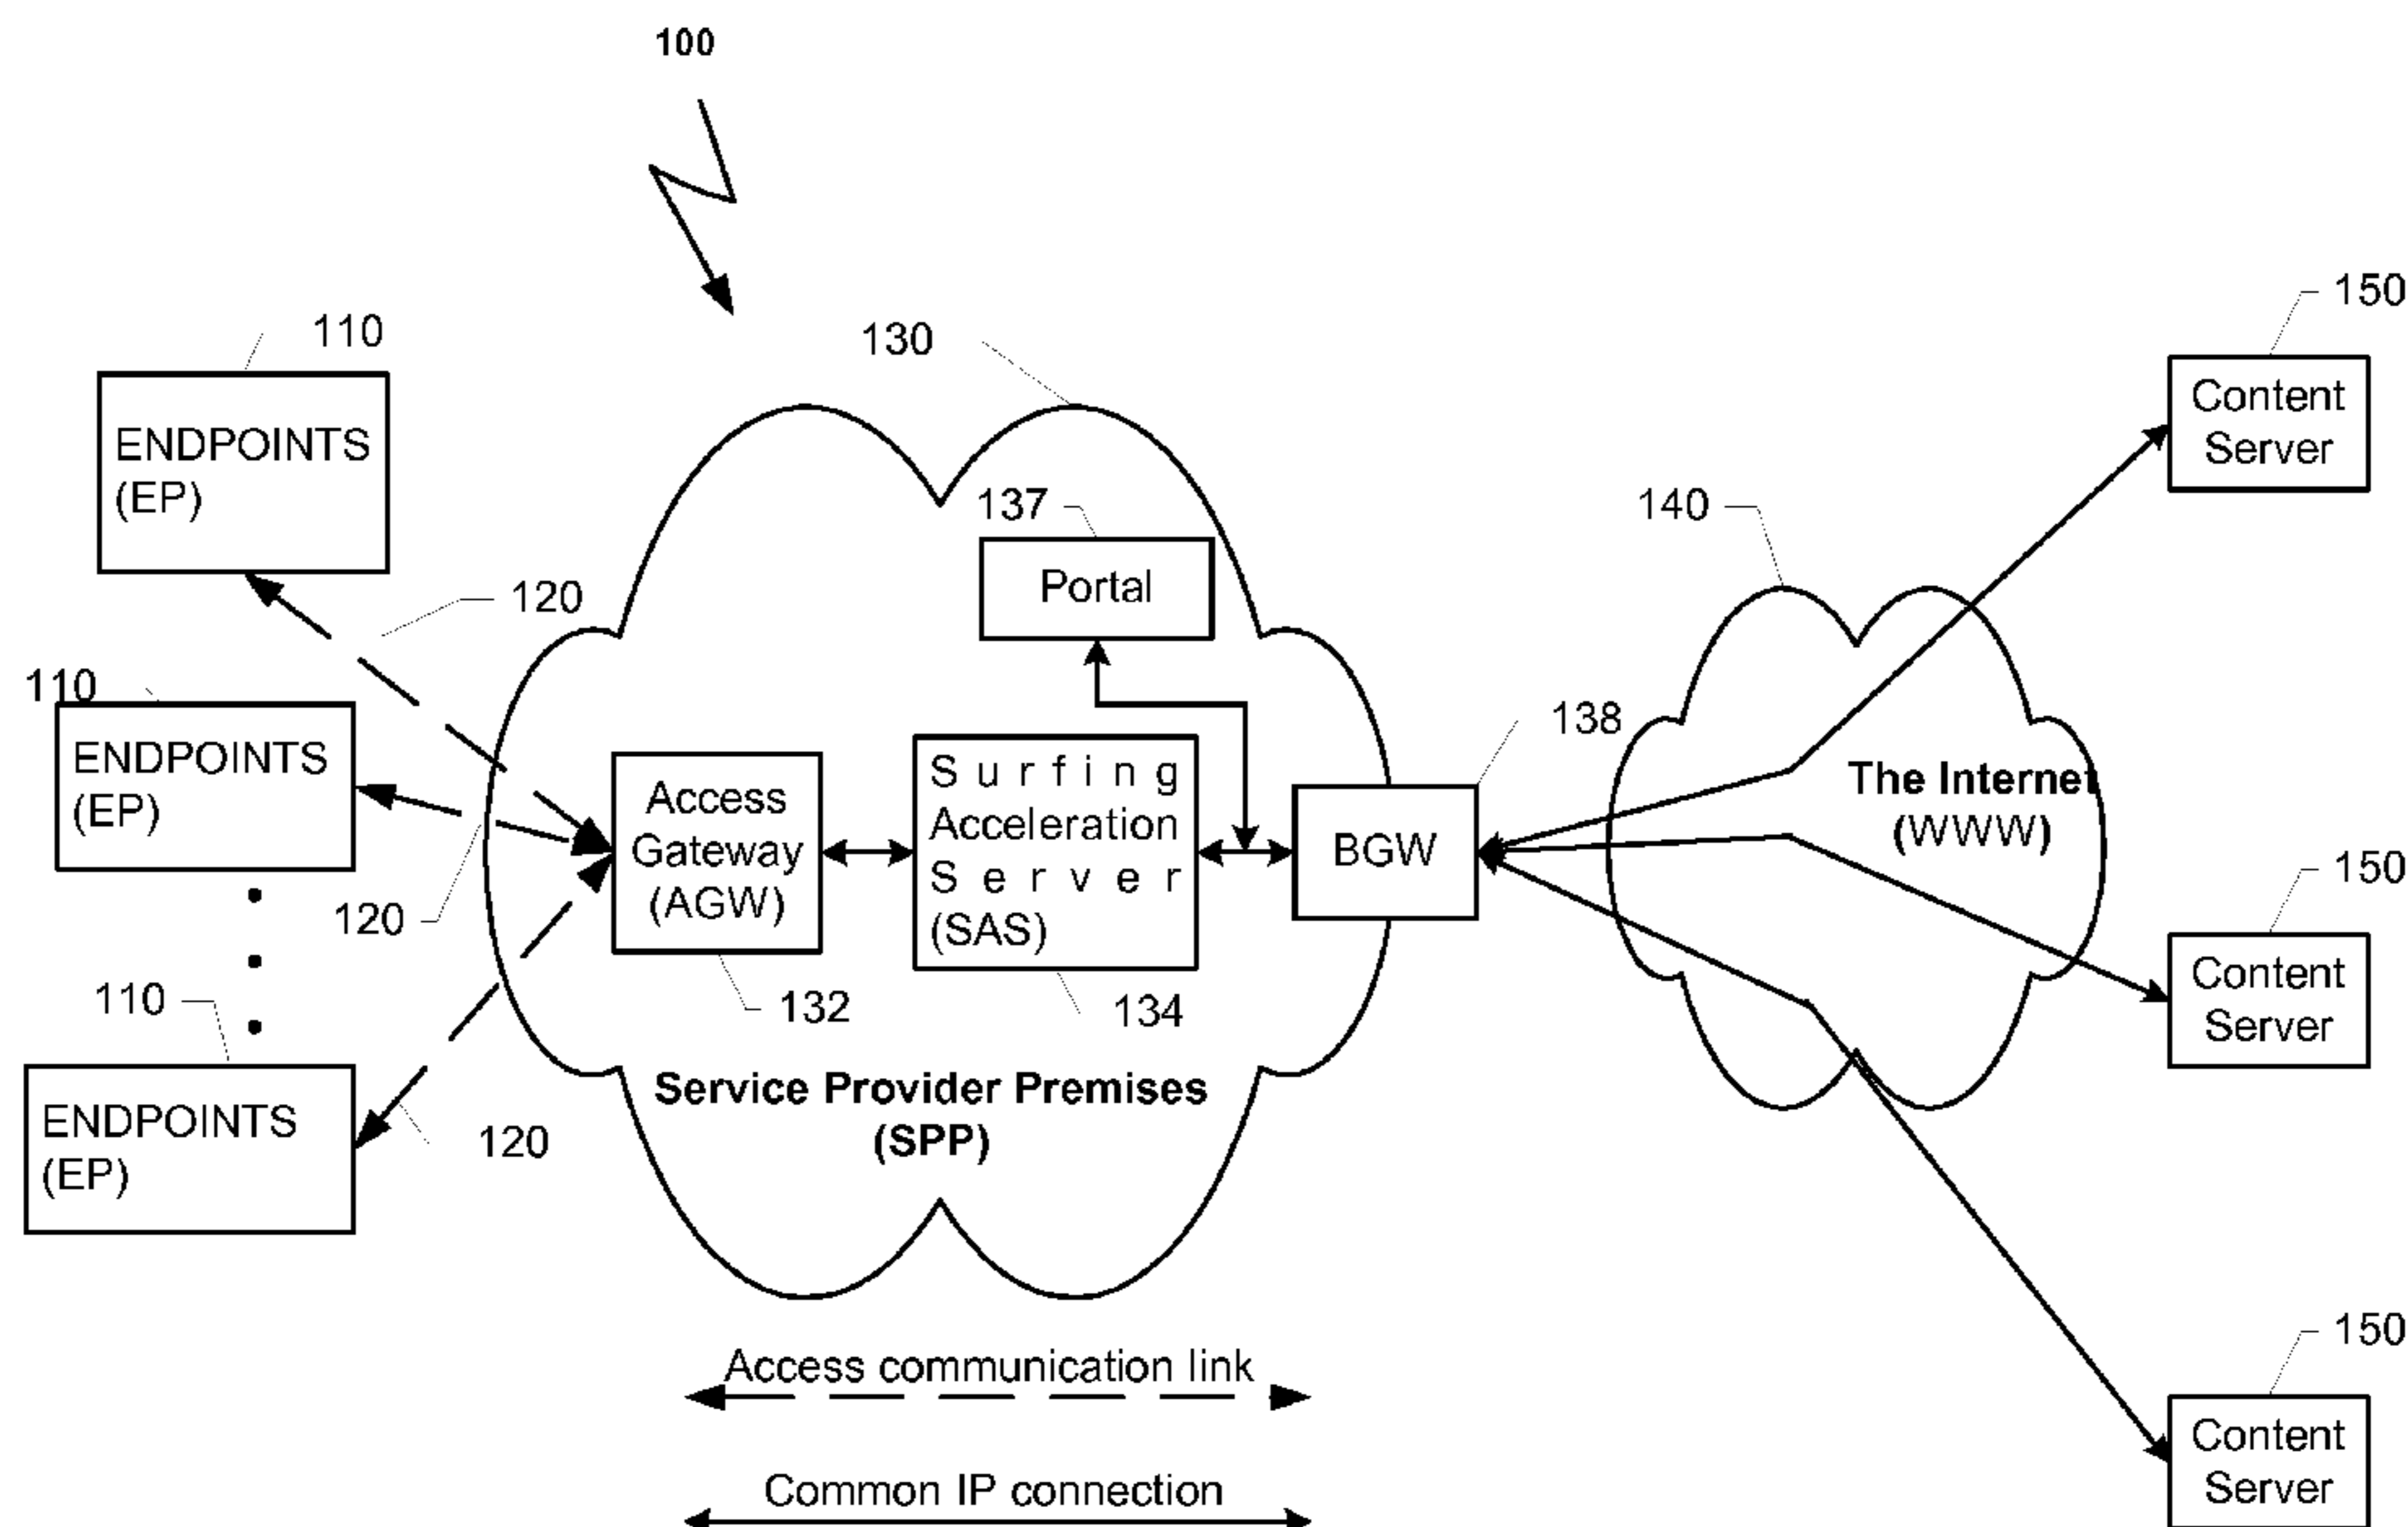 100
110
130
150
ENDPOINTS
(EP)
Content
Server
137
140
Portal
120
110
138
ENDPOINTS
(EP)
Access
Gateway
(AGW)
Surfing
Acceleration
Server
(SAS)
BGW
The Internet
(WWW)
120
150
110
132
134
Content
Server
ENDPOINTS
(EP)
120
Service Provider Premises
(SPP)
Access communication link
150
Common IP connection
Content
Server